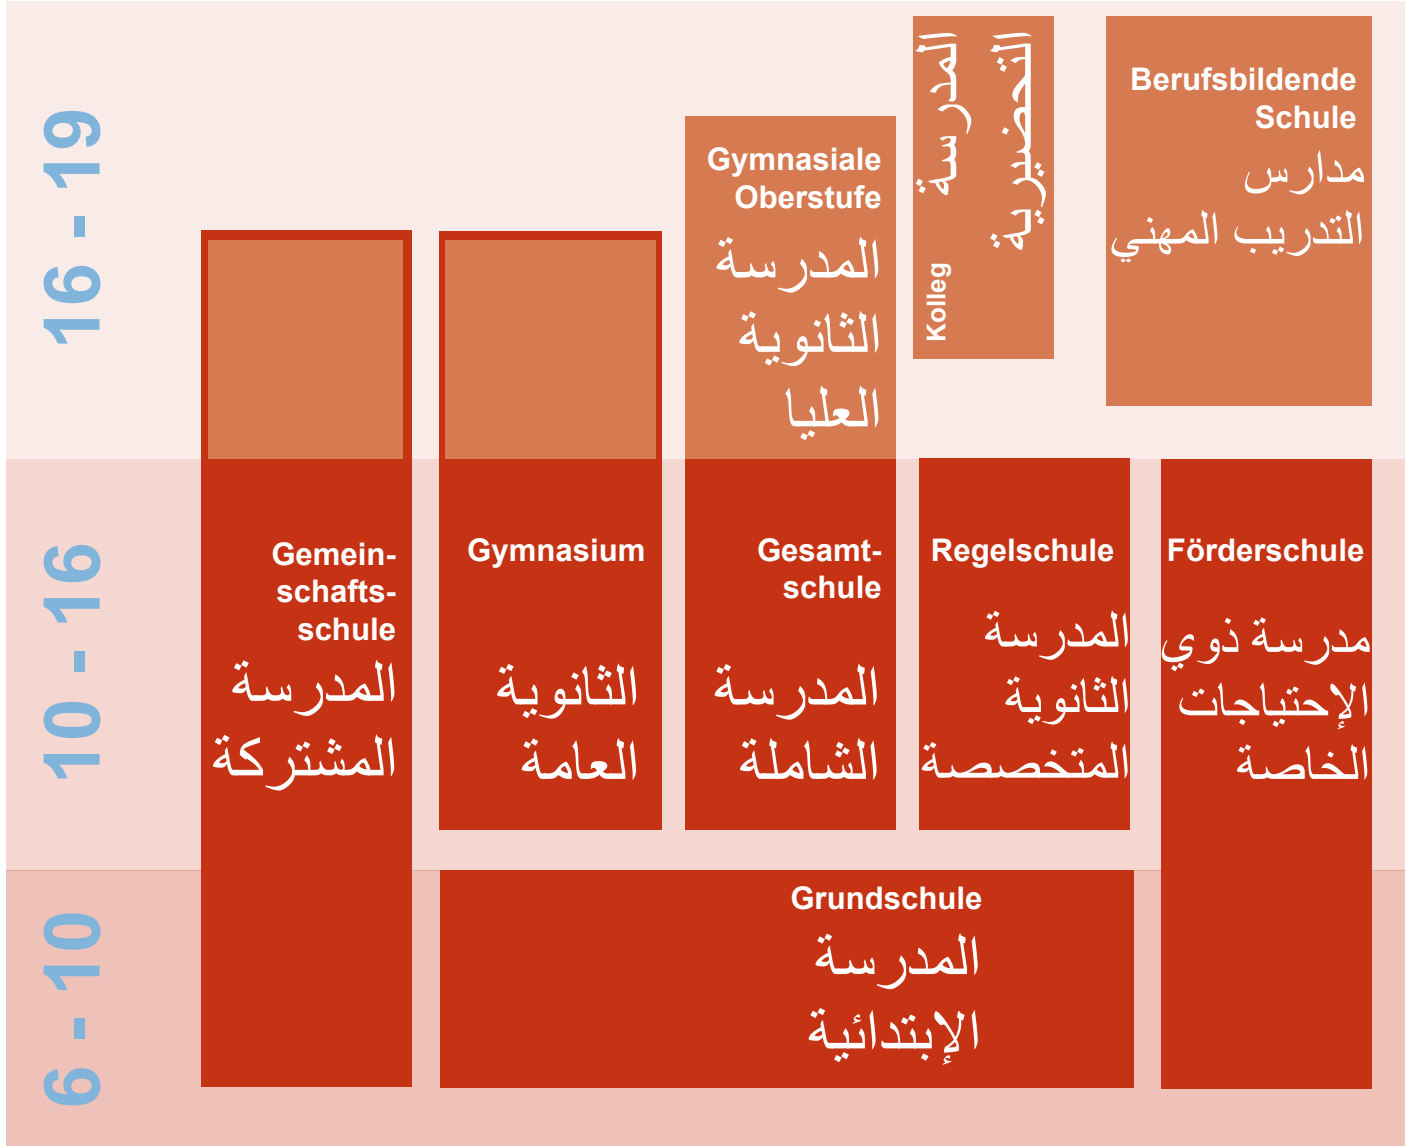 16 - 19
Gymnasiale
Oberstufe
المدرسة
الثانوية
العليا
Kolleg
المدرسة
التحضيرية
Berufsbildende
Schule
مدارس
التدريب المهني
10 - 16
Gemein-
schafts-
schule
المدرسة
المشتركة
Gymnasium
الثانوية
العامة
Gesamt-
schule
المدرسة
الشاملة
Regelschule
المدرسة
الثانوية
المتخصصة
Förderschule
مدرسة ذوي
الإحتياجات
الخاصة
6 - 10
Grundschule
المدرسة
الإبتدائية